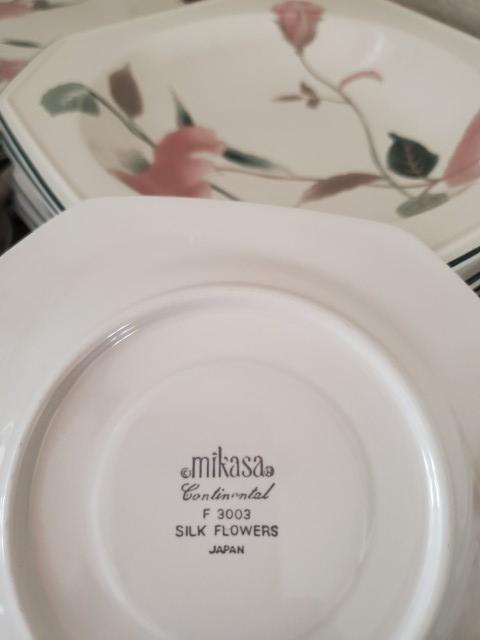 ©mikasa®
Continental
F 3003
SILK FLOWERS
JAPAN